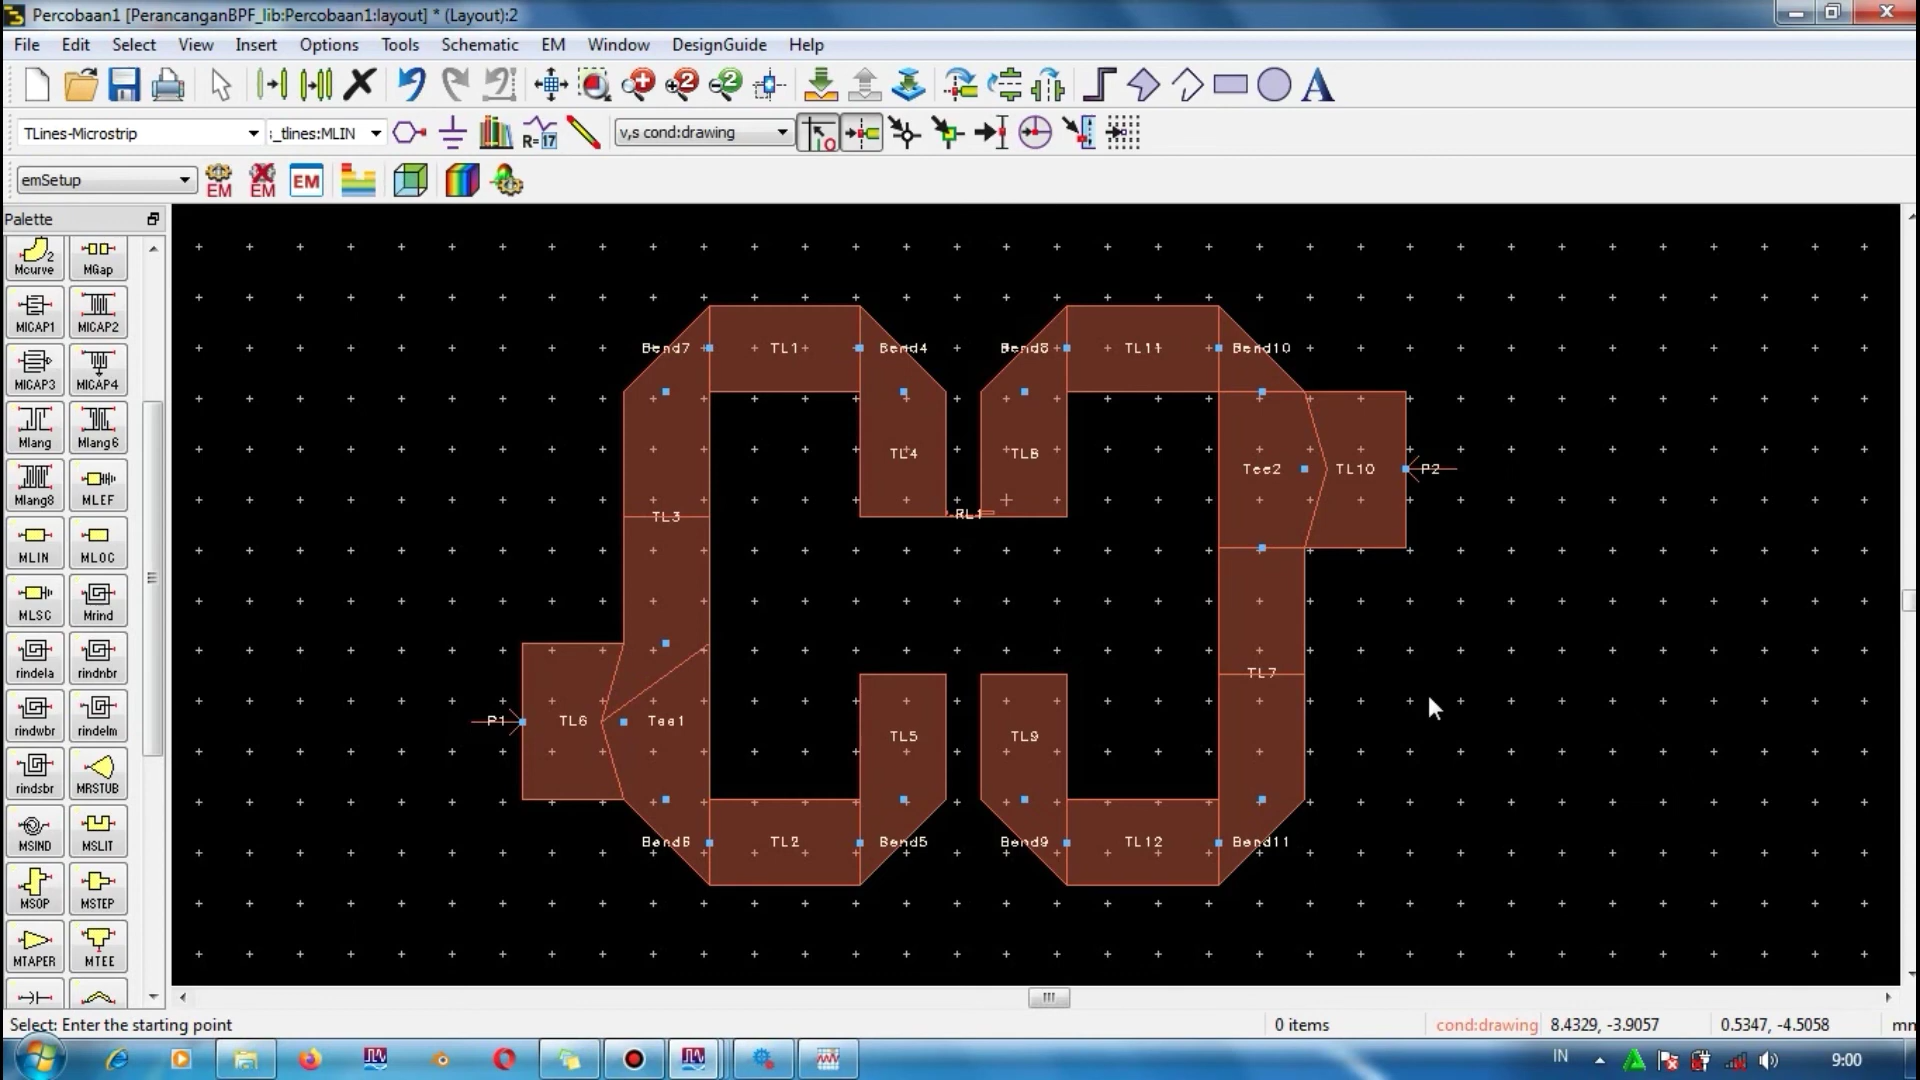 Percobaan1 [PerancanganBPF_lib:Percobaan1:layout] * (Layout):2
File Edit Select View Insert Options Tools Schematic EM Window DesignGuide Help
TLines-Microstrip :_tlines:MLIN R=17 v,s cond:drawing
emSetup EM EM EM
Palette
Mcurve MGap
MICAP1 MICAP2
MICAP3 MICAP4
Mlang Mlang6
Mlang8 MLEF
MLIN MLOC
MLSC Mrind
rindela rindnbr
rindwbr rindelm
rindsbr MRSTUB
MSIND MSLIT
MSOP MSTEP
MTAPER MTEE
Bend7 TL1 Bend4 Bend8 TL11 Bend10
TL4 TL8
Tee2 TL10 P2
TL3 RL1
TL7
P1 TL6 Tee1
TL5 TL9
Bend6 TL2 Bend5 Bend9 TL12 Bend11
Select: Enter the starting point 0 items cond:drawing 8.4329, -3.9057 0.5347, -4.5058
IN 9:00